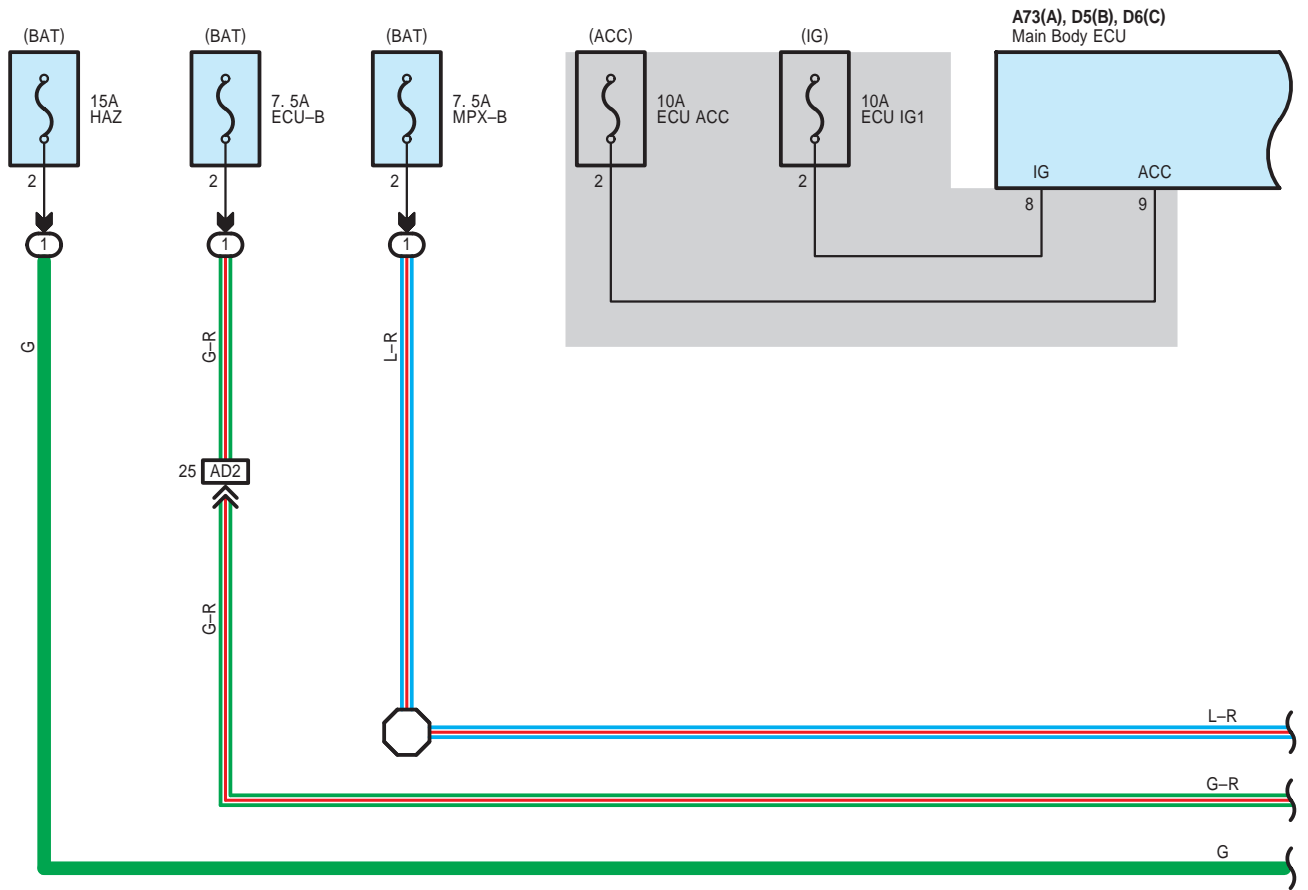 A73(A), D5(B), D6(C)
Main Body ECU
(BAT)
(BAT)
(BAT)
(ACC)
(IG)
15A
HAZ
7. 5A
ECU–B
7. 5A
MPX–B
10A
ECU ACC
10A
ECU IG1
IG
ACC
2
2
2
2
2
8
9
1
1
1
G
G–R
L–R
25
AD2
G–R
L–R
G–R
G